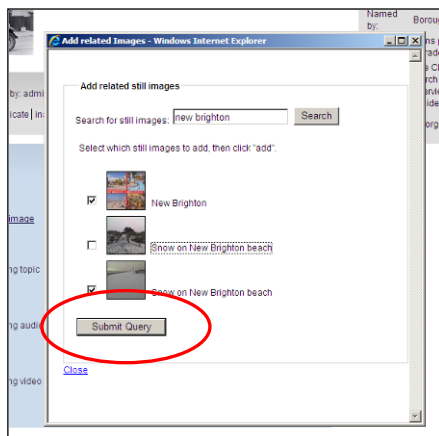 Named
by:
Boroug
Add related Images - Windows Internet Explorer
by: admi
icate | in
image
ng topic
ng audi
ng video
Add related still images
Search for still images: new brighton Search
Select which still images to add, then click "add".
New Brighton
Snow on New Brighton beach
Snow on New Brighton beach
Submit Query
Close